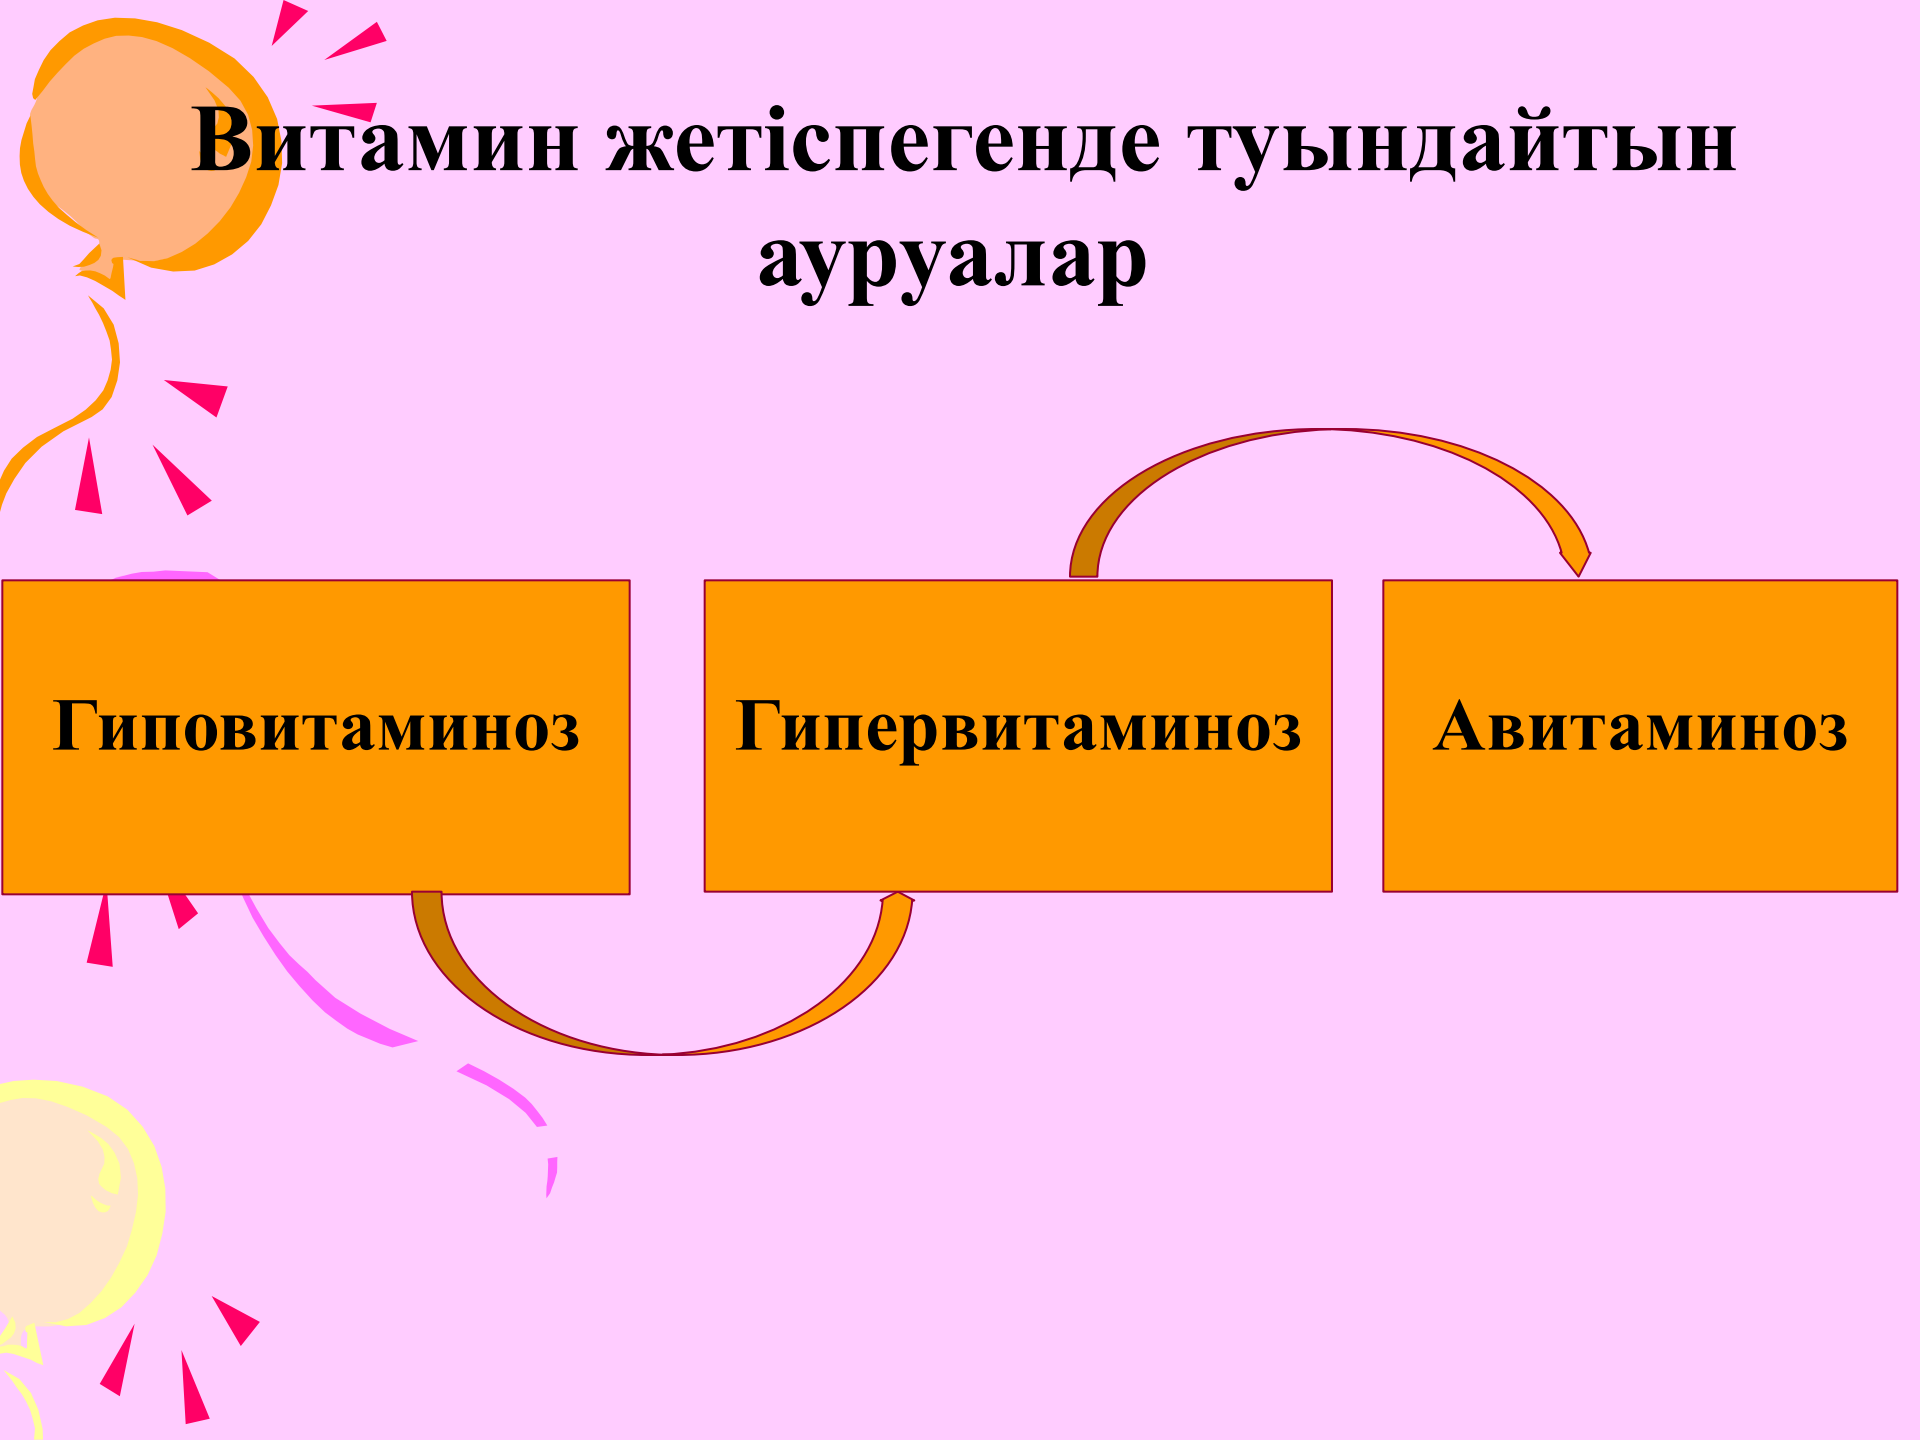 Витамин жетіспегенде туындайтын
ауруалар
Гиповитаминоз
Гипервитаминоз
Авитаминоз